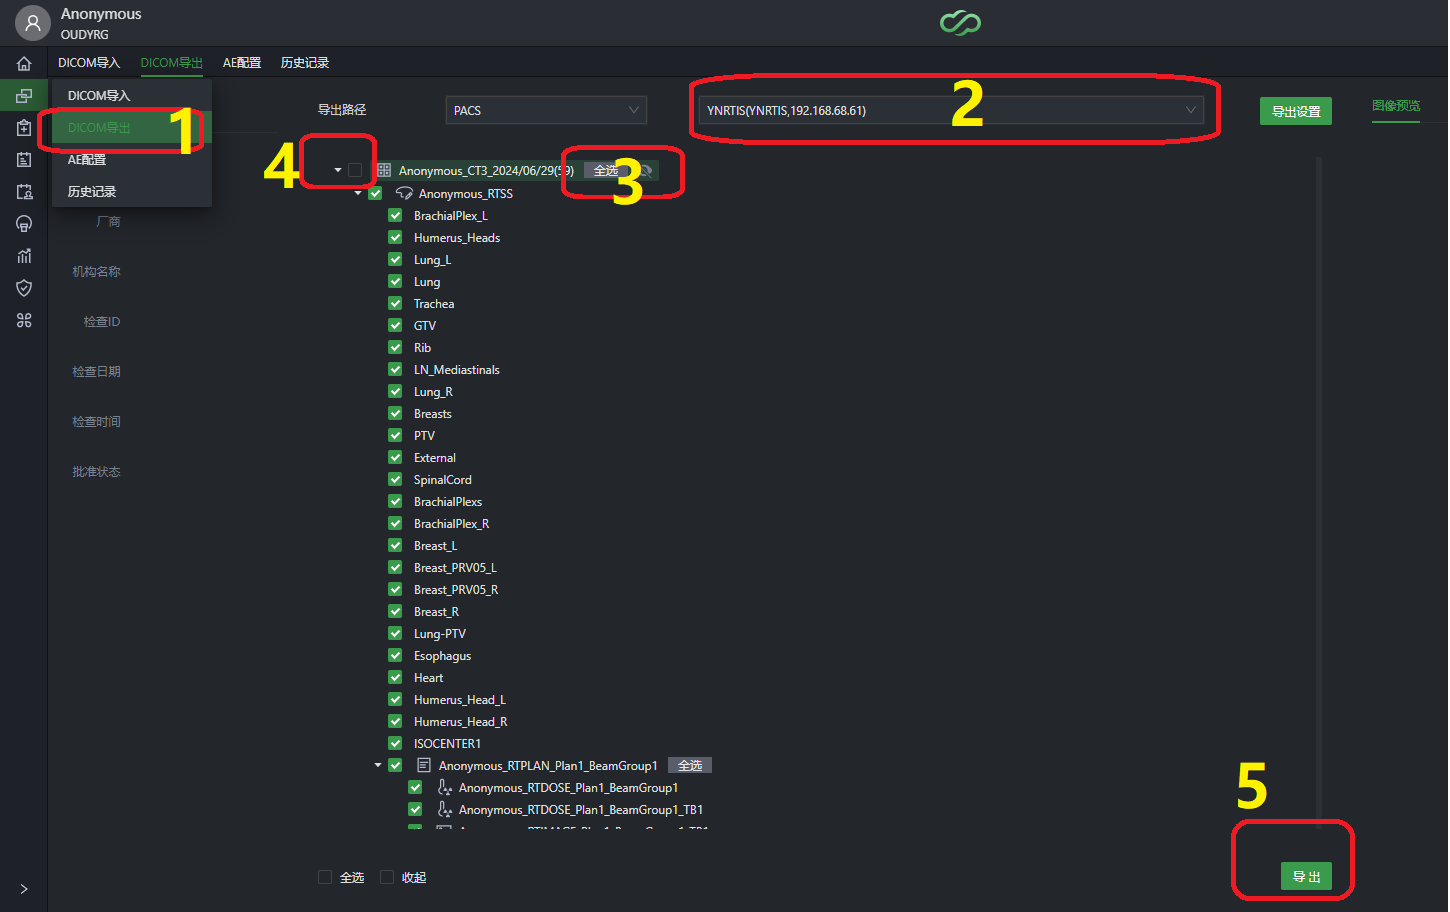 Anonymous
OUDYRG
DICOM导入 DICOM导出 AE配置 历史记录
DICOM导入
DICOM导出
AE配置
历史记录
厂商
机构名称
检查ID
检查日期
检查时间
批准状态
1
导出路径 PACS YNRTIS(YNRTIS,192.168.68.61) 2 导出设置 图像预览
4 Anonymous_CT3_2024/06/29(59) 全选 3
Anonymous_RTSS
BrachialPlex_L
Humerus_Heads
Lung_L
Lung
Trachea
GTV
Rib
LN_Mediastinals
Lung_R
Breasts
PTV
External
SpinalCord
BrachialPlexs
BrachialPlex_R
Breast_L
Breast_PRV05_L
Breast_PRV05_R
Breast_R
Lung-PTV
Esophagus
Heart
Humerus_Head_L
Humerus_Head_R
ISOCENTER1
Anonymous_RTPLAN_Plan1_BeamGroup1 全选
Anonymous_RTDOSE_Plan1_BeamGroup1
Anonymous_RTDOSE_Plan1_BeamGroup1_TB1
5
全选 收起 导出